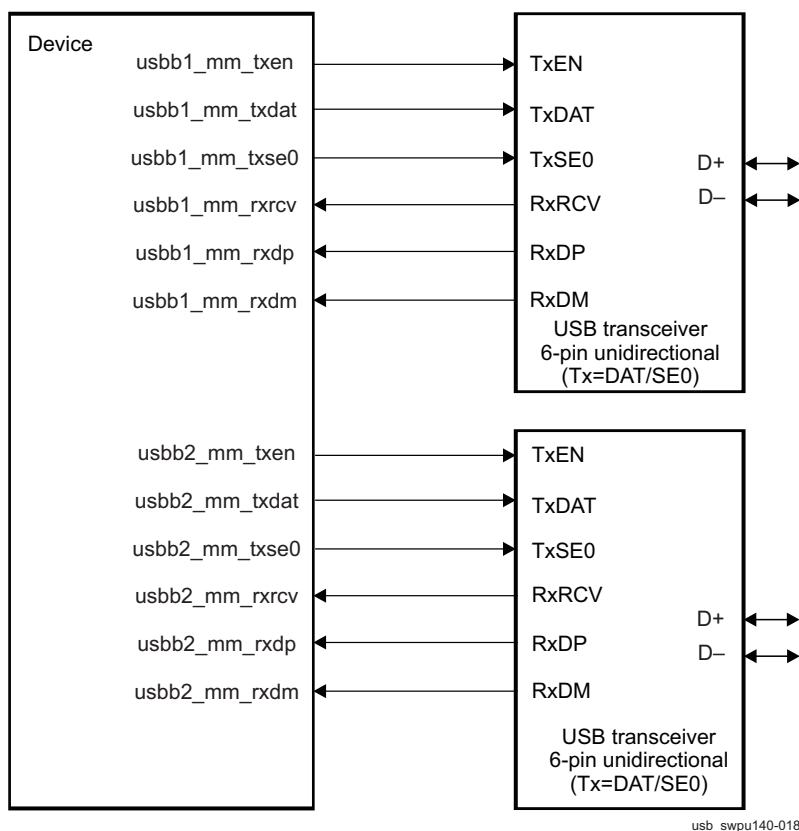 Device
usbb1_mm_txen
usbb1_mm_txdat
usbb1_mm_txse0
usbb1_mm_rxrcv
usbb1_mm_rxdp
usbb1_mm_rxdm
TxEN
TxDAT
TxSE0
RxRCV
RxDP
RxDM
D+
D–
USB transceiver
6-pin unidirectional
(Tx=DAT/SE0)
usbb2_mm_txen
usbb2_mm_txdat
usbb2_mm_txse0
usbb2_mm_rxrcv
usbb2_mm_rxdp
usbb2_mm_rxdm
TxEN
TxDAT
TxSE0
RxRCV
RxDP
RxDM
D+
D–
USB transceiver
6-pin unidirectional
(Tx=DAT/SE0)
usb_swpu140-018